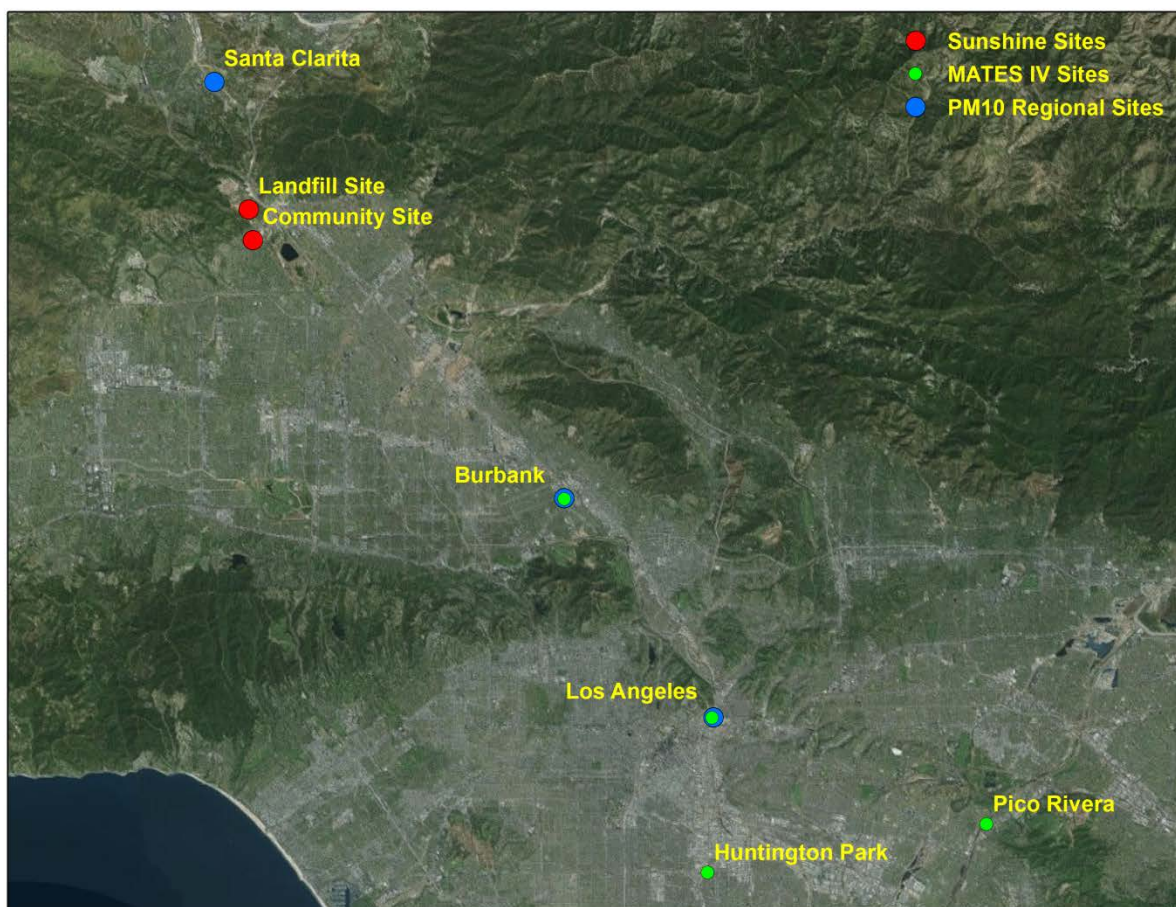 Santa Clarita
Sunshine Sites
MATES IV Sites
PM10 Regional Sites
Landfill Site
Community Site
Burbank
Los Angeles
Pico Rivera
Huntington Park